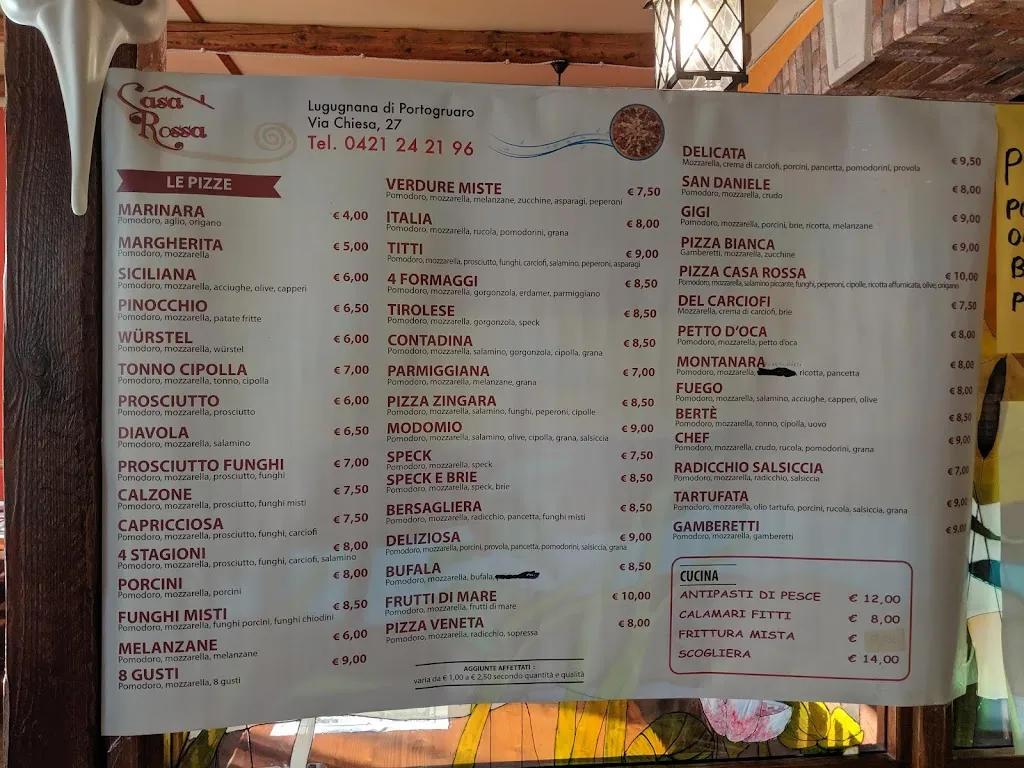 Casa
Rossa
Lugugnana di Portogruaro
Via Chiesa, 27
Tel. 0421 24 21 96
LE PIZZE
MARINARA € 4,00
Pomodoro, aglio, origano
MARGHERITA € 5,00
Pomodoro, mozzarella
SICILIANA € 6,00
Pomodoro, mozzarella, acciughe, olive, capperi
PINOCCHIO € 6,50
Pomodoro, mozzarella, patate fritte
WÜRSTEL € 6,00
Pomodoro, mozzarella, würstel
TONNO CIPOLLA € 7,00
Pomodoro, mozzarella, tonno, cipolla
PROSCIUTTO € 6,00
Pomodoro, mozzarella, prosciutto
DIAVOLA € 6,50
Pomodoro, mozzarella, salamino
PROSCIUTTO FUNGHI € 7,00
Pomodoro, mozzarella, prosciutto, funghi
CALZONE € 7,50
Pomodoro, mozzarella, prosciutto, funghi misti
CAPRICCIOSA € 7,50
Pomodoro, mozzarella, prosciutto, funghi, carciofi
4 STAGIONI € 8,00
Pomodoro, mozzarella, prosciutto, funghi, carciofi, salamino
PORCINI € 8,00
Pomodoro, mozzarella, porcini
FUNGHI MISTI € 8,50
Pomodoro, mozzarella, funghi porcini, funghi chiodini
MELANZANE € 6,00
Pomodoro, mozzarella, melanzane
8 GUSTI € 9,00
Pomodoro, mozzarella, 8 gusti
VERDURE MISTE € 7,50
Pomodoro, mozzarella, melanzane, zucchine, asparagi, peperoni
ITALIA € 8,00
Pomodoro, mozzarella, rucola, pomodorini, grana
TITTI € 9,00
Pomodoro, mozzarella, prosciutto, funghi, carciofi, salamino, peperoni, asparagi
4 FORMAGGI € 8,50
Pomodoro, mozzarella, gorgonzola, erdamer, parmiggiano
TIROLESE € 8,50
Pomodoro, mozzarella, gorgonzola, speck
CONTADINA € 8,50
Pomodoro, mozzarella, salamino, gorgonzola, cipolla, grana
PARMIGGIANA € 7,00
Pomodoro, mozzarella, melanzane, grana
PIZZA ZINGARA € 8,50
Pomodoro, mozzarella, salamino, funghi, peperoni, cipolle
MODOMIO € 9,00
Pomodoro, mozzarella, salamino, olive, cipolla, grana, salsiccia
SPECK € 7,50
Pomodoro, mozzarella, speck
SPECK E BRIE € 8,50
Pomodoro, mozzarella, speck, brie
BERSAGLIERA € 8,50
Pomodoro, mozzarella, radicchio, pancetta, funghi misti
DELIZIOSA € 9,00
Pomodoro, mozzarella, porcini, provola, pancetta, pomodorini, salsiccia, grana
BUFALA € 8,50
Pomodoro, mozzarella, bufala,
FRUTTI DI MARE € 10,00
Pomodoro, mozzarella, frutti di mare
PIZZA VENETA € 8,00
Pomodoro, mozzarella, radicchio, sopressa
AGGIUNTE AFFETTATI :
varia da € 1,00 a € 2,50 secondo quantità e qualità
DELICATA € 9,50
Mozzarella, crema di carciofi, porcini, pancetta, pomodorini, provola
SAN DANIELE € 8,00
Pomodoro, mozzarella, crudo
GIGI € 9,00
Pomodoro, mozzarella, porcini, brie, ricotta, melanzane
PIZZA BIANCA € 9,00
Gamberetti, mozzarella, zucchine
PIZZA CASA ROSSA € 10,00
Pomodoro, mozzarella, salamino piccante, funghi, peperoni, cipolle, ricotta affumicata, olive, origano
DEL CARCIOFI € 7,50
Mozzarella, crema di carciofi, brie
PETTO D'OCA € 8,00
Pomodoro, mozzarella, petto d'oca
MONTANARA € 8,00
Pomodoro, mozzarella, ricotta, pancetta
FUEGO € 8,00
Pomodoro, mozzarella, salamino, acciughe, capperi, olive
BERTÈ € 8,50
Pomodoro, mozzarella, tonno, cipolla, uovo
CHEF € 9,00
Pomodoro, mozzarella, crudo, rucola, pomodorini, grana
RADICCHIO SALSICCIA € 7,00
Pomodoro, mozzarella, radicchio, salsiccia
TARTUFATA € 9,00
Pomodoro, mozzarella, olio tartufo, porcini, rucola, salsiccia, grana
GAMBERETTI € 9,00
Pomodoro, mozzarella, gamberetti
CUCINA
ANTIPASTI DI PESCE € 12,00
CALAMARI FITTI € 8,00
FRITTURA MISTA €
SCOGLIERA € 14,00